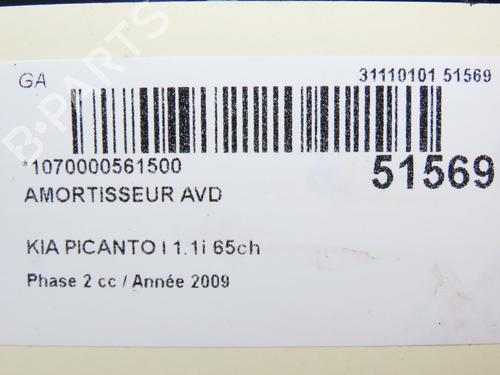 GA
31110101 51569
*1070000561500
51569
AMORTISSEUR AVD
KIA PICANTO I 1.1i 65ch
Phase 2 cc / Année 2009
B-PARTS